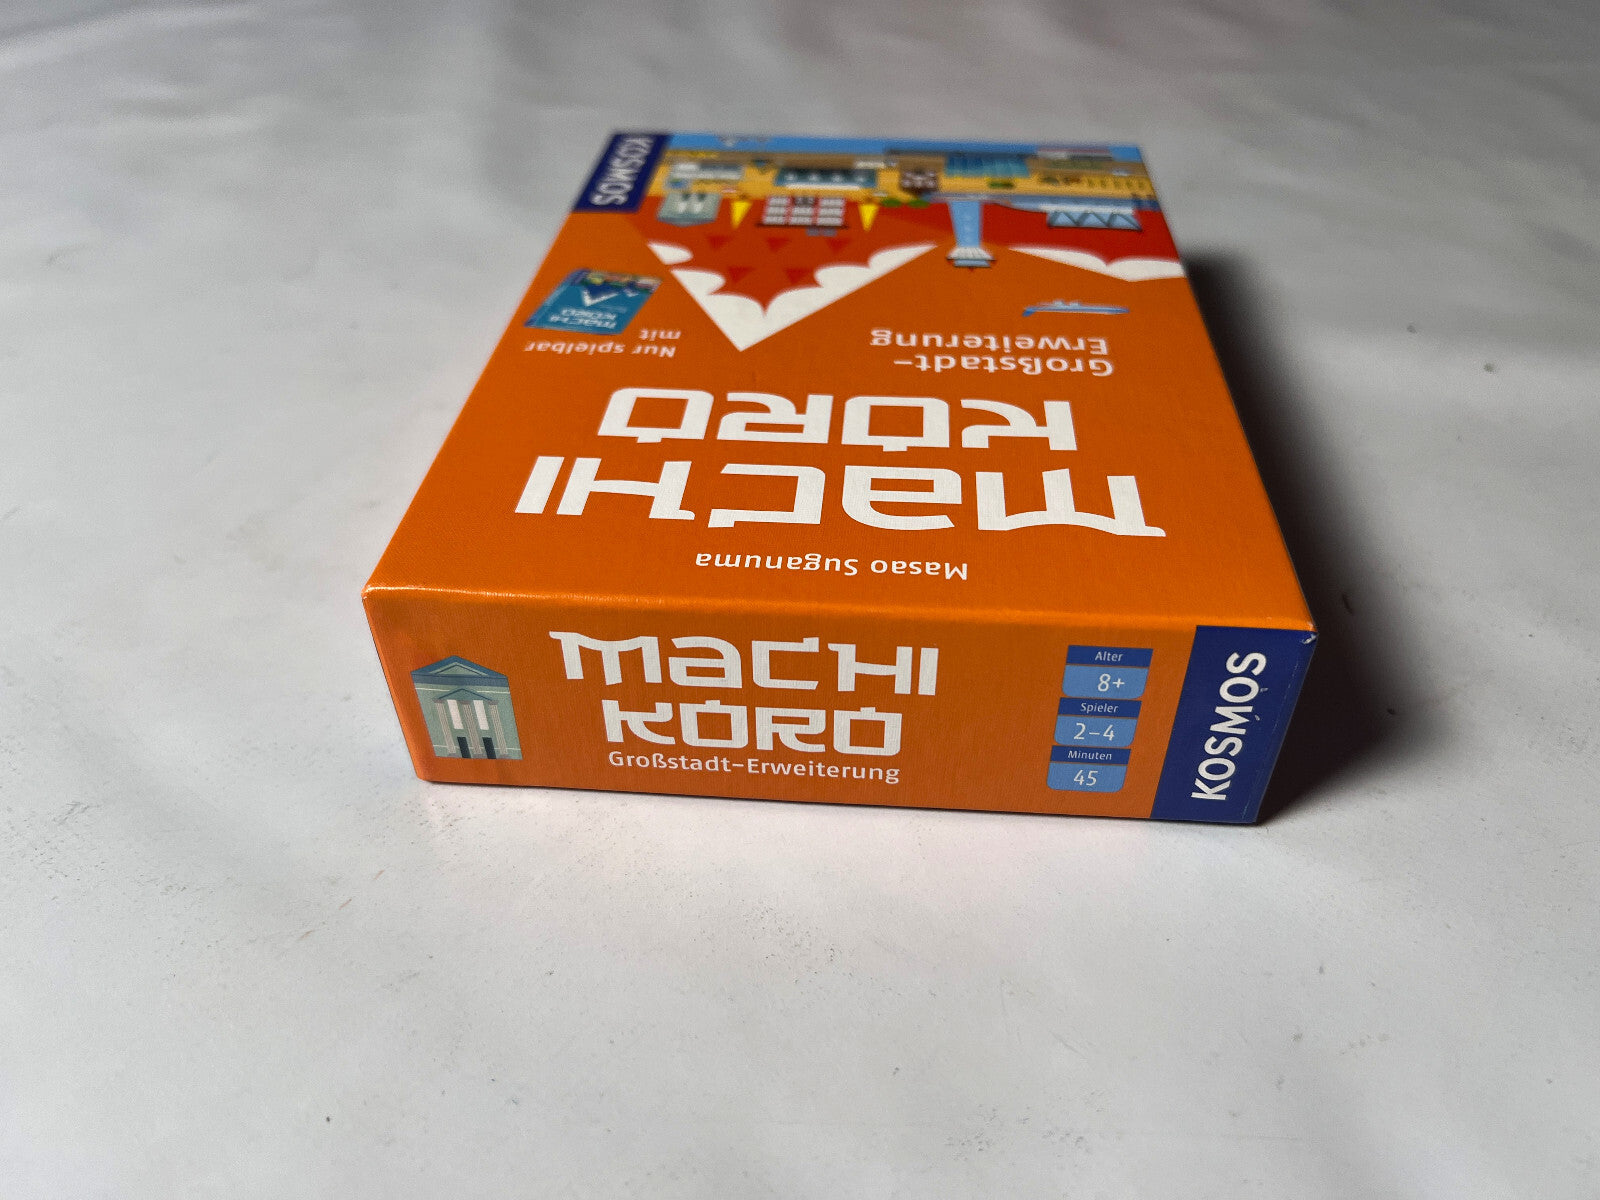 KOSMOS
Nur spielbar
mit
MACHI
KORO
Großstadt-
Erweiterung
MACHI
KORO
Masao Suganuma
MACHI
KORO
Großstadt-Erweiterung
Alter
8+
Spieler
2-4
Minuten
45
KOSMOS